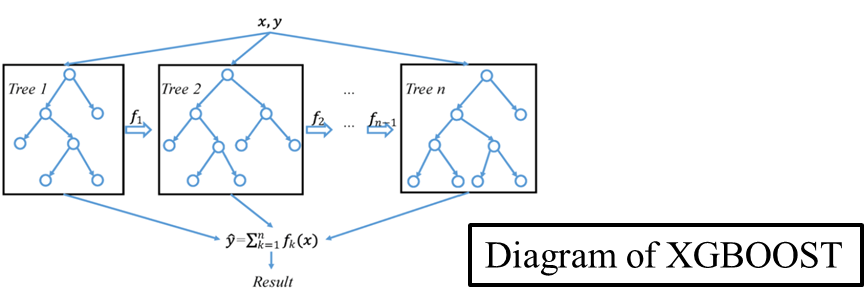 x, y
Tree 1
Tree 2
...
Tree n
f₁
f₂
...
fₙ₋₁
ŷ=∑ⁿₖ₌₁ fₖ(x)
Result
Diagram of XGBOOST